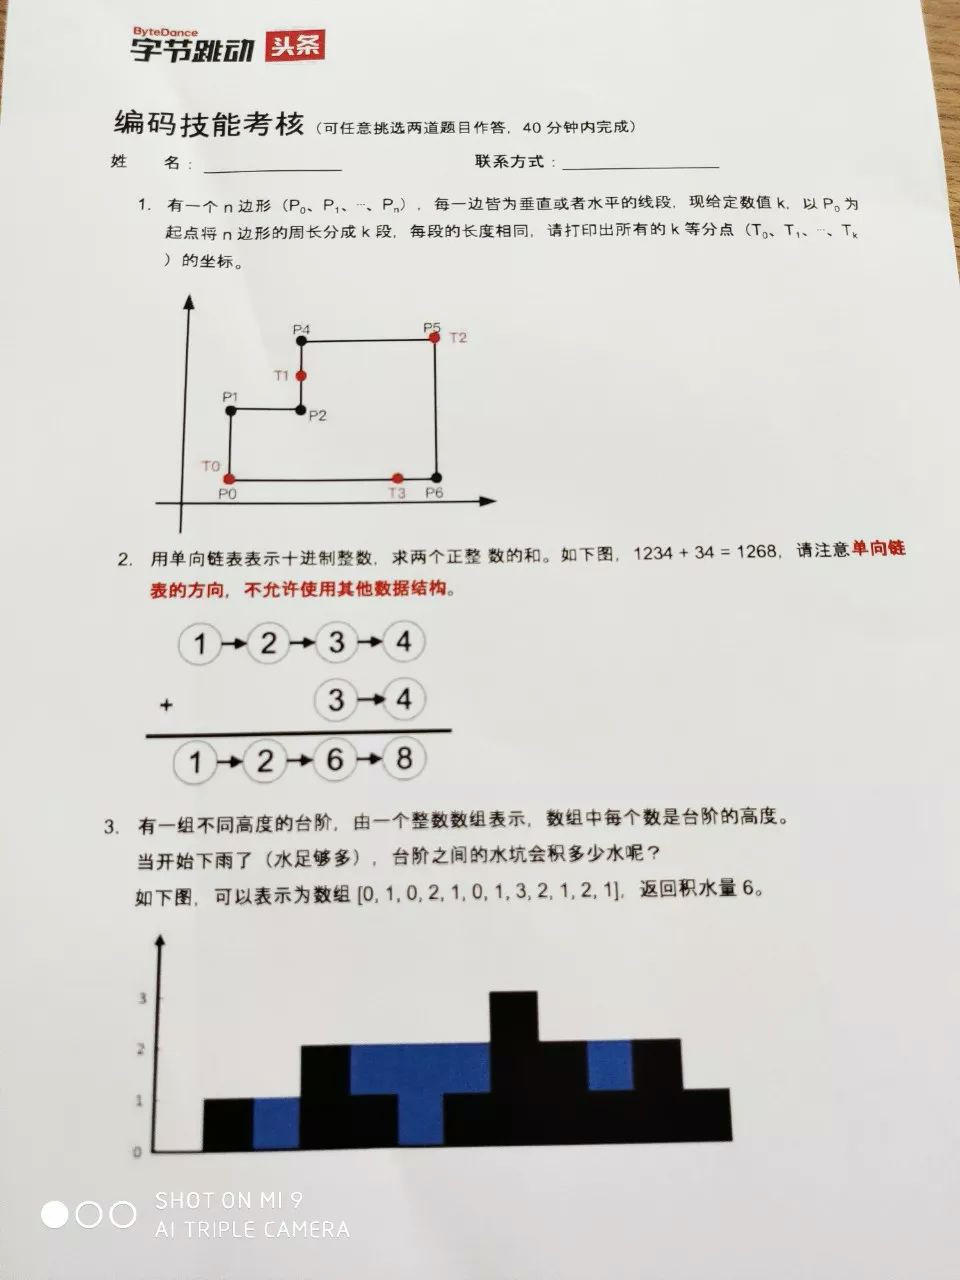 ByteDance
字节跳动 头条
编码技能考核（可任意挑选两道题目作答，40 分钟内完成）
姓 名：____________ 联系方式：____________
1. 有一个 n 边形（P₀、P₁、…、Pₙ），每一边皆为垂直或者水平的线段，现给定数值 k，以 P₀ 为
起点将 n 边形的周长分成 k 段，每段的长度相同，请打印出所有的 k 等分点（T₀、T₁、…、Tₖ
）的坐标。
P4 P5 T2
T1
P1
P2
T0
P0 T3 P6
2. 用单向链表表示十进制整数，求两个正整 数的和。如下图，1234 + 34 = 1268，请注意单向链
表的方向，不允许使用其他数据结构。
1 2 3 4
+ 3 4
1 2 6 8
3. 有一组不同高度的台阶，由一个整数数组表示，数组中每个数是台阶的高度。
当开始下雨了（水足够多），台阶之间的水坑会积多少水呢？
如下图，可以表示为数组 [0, 1, 0, 2, 1, 0, 1, 3, 2, 1, 2, 1]，返回积水量 6。
3
2
1
0
SHOT ON MI 9
AI TRIPLE CAMERA